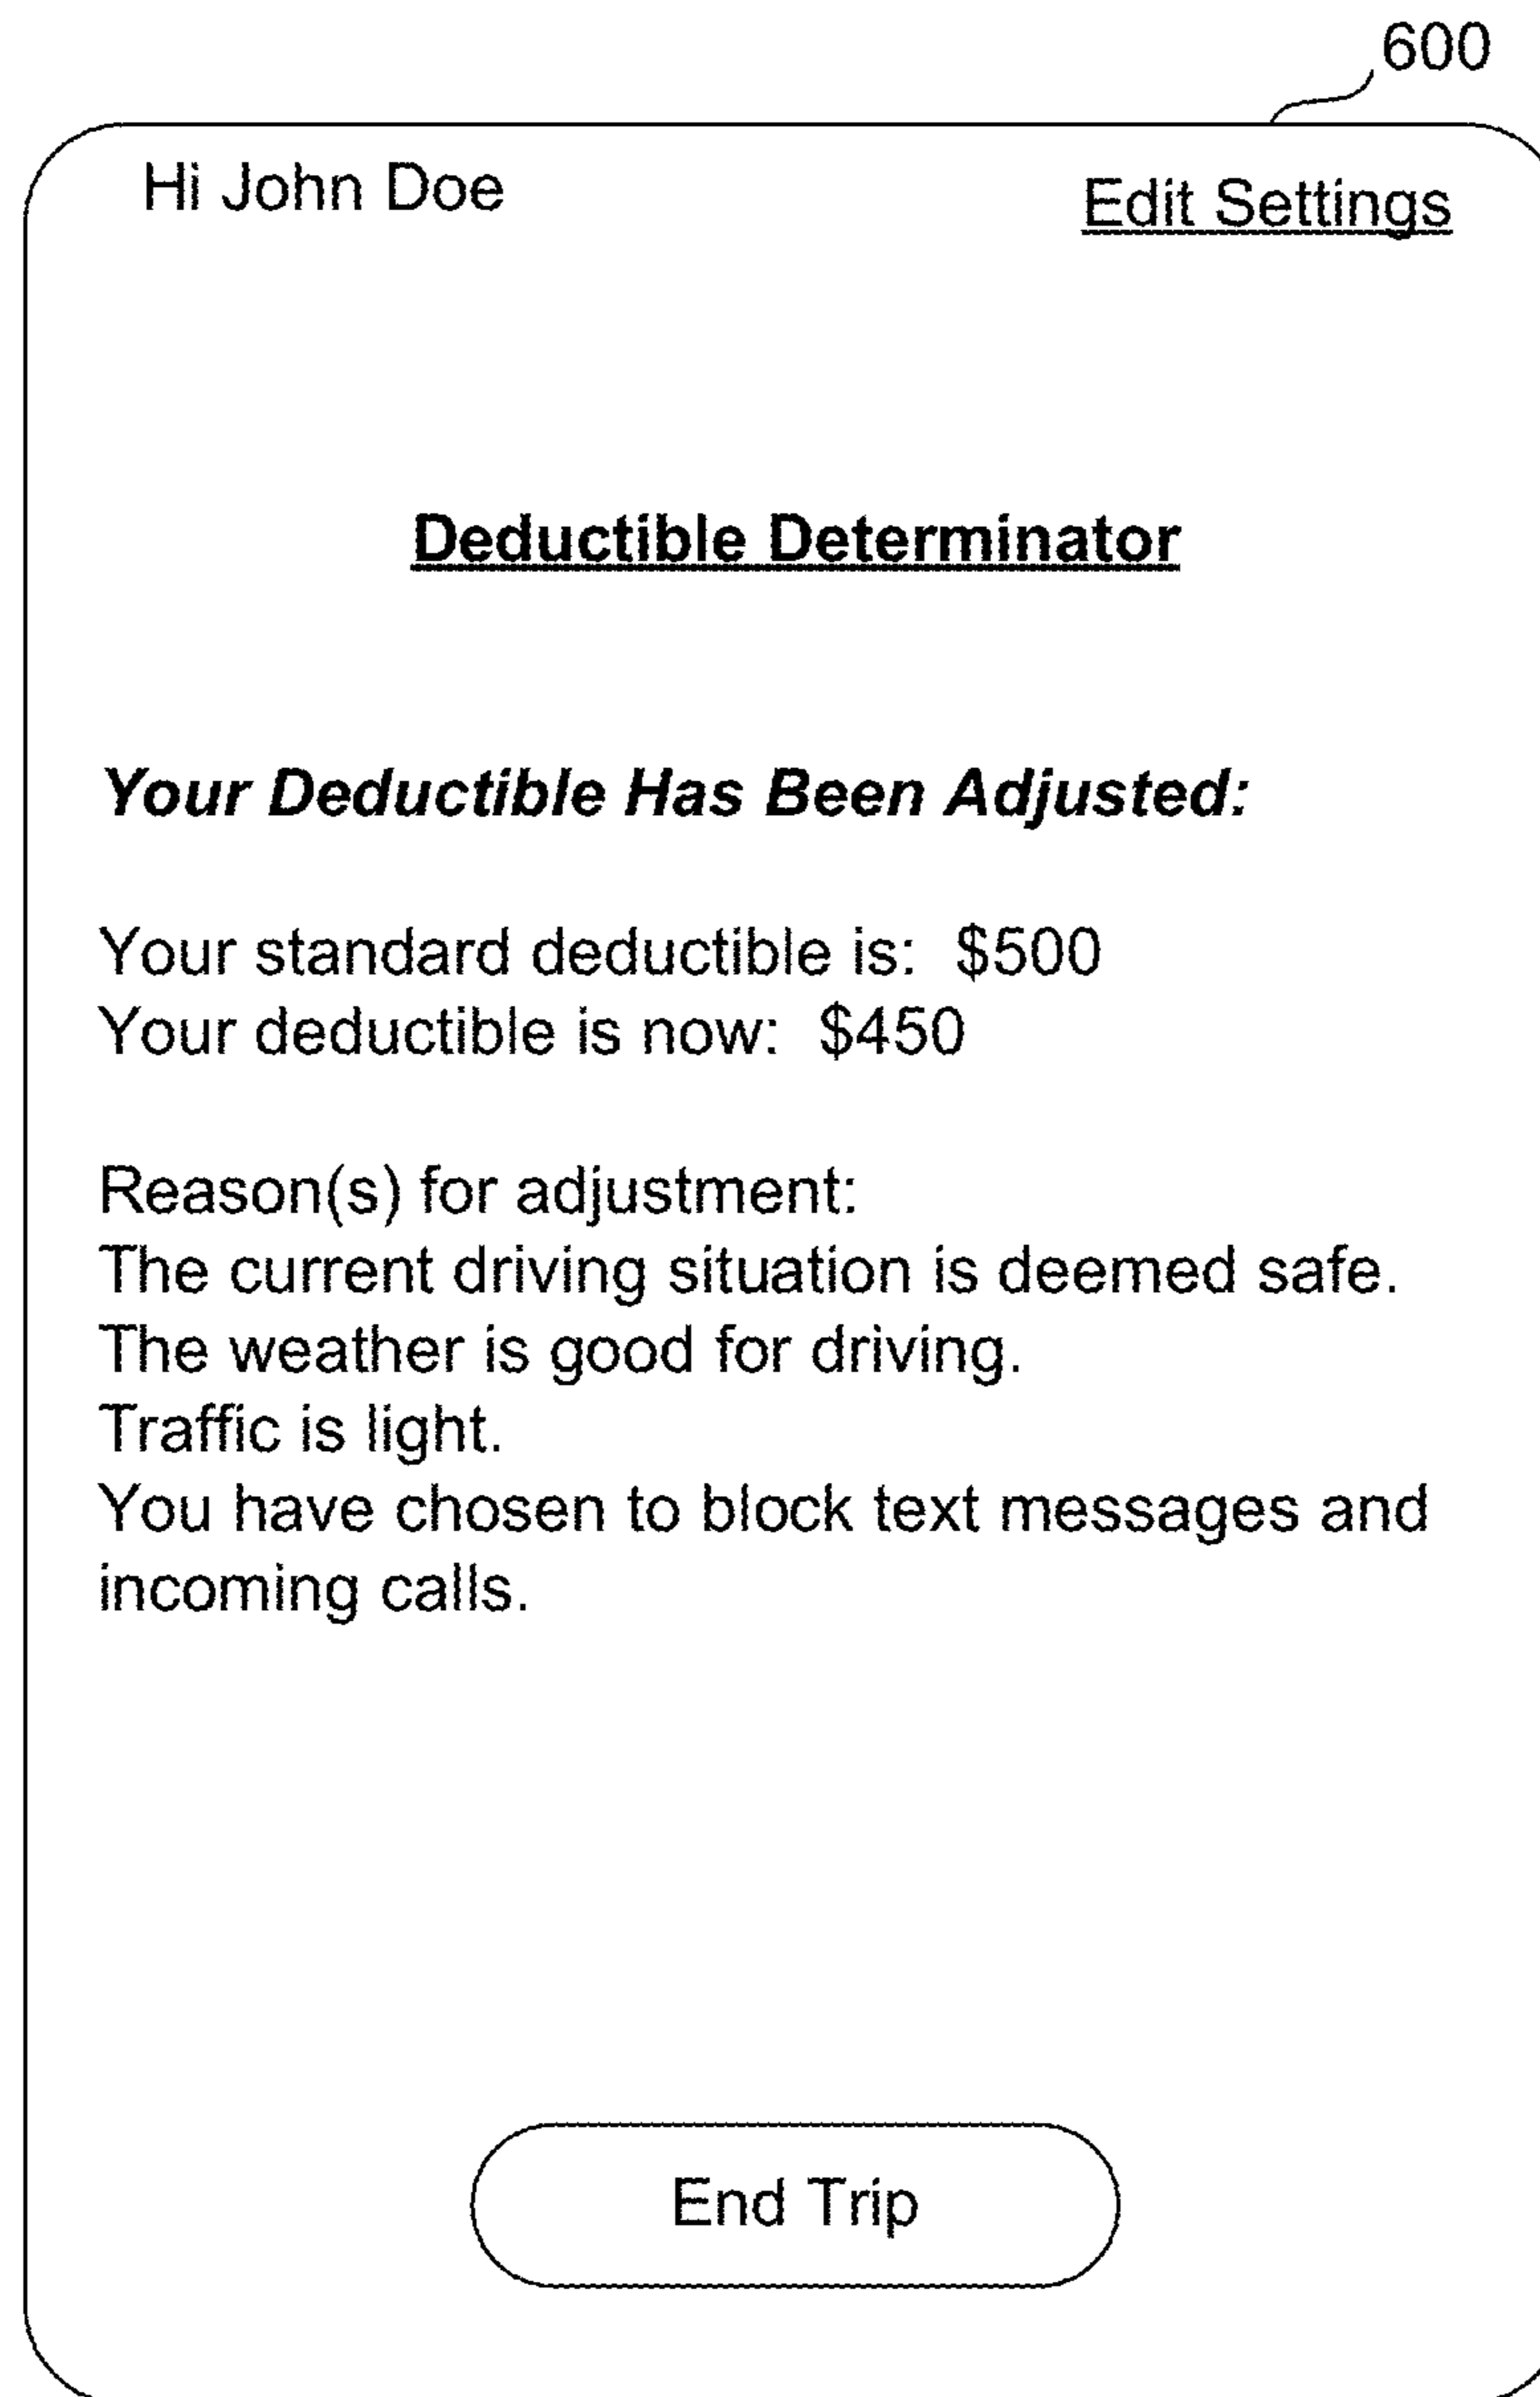 600
Hi John Doe
Edit Settings
Deductible Determinator
Your Deductible Has Been Adjusted:
Your standard deductible is: $500
Your deductible is now: $450
Reason(s) for adjustment:
The current driving situation is deemed safe.
The weather is good for driving.
Traffic is light.
You have chosen to block text messages and
incoming calls.
End Trip